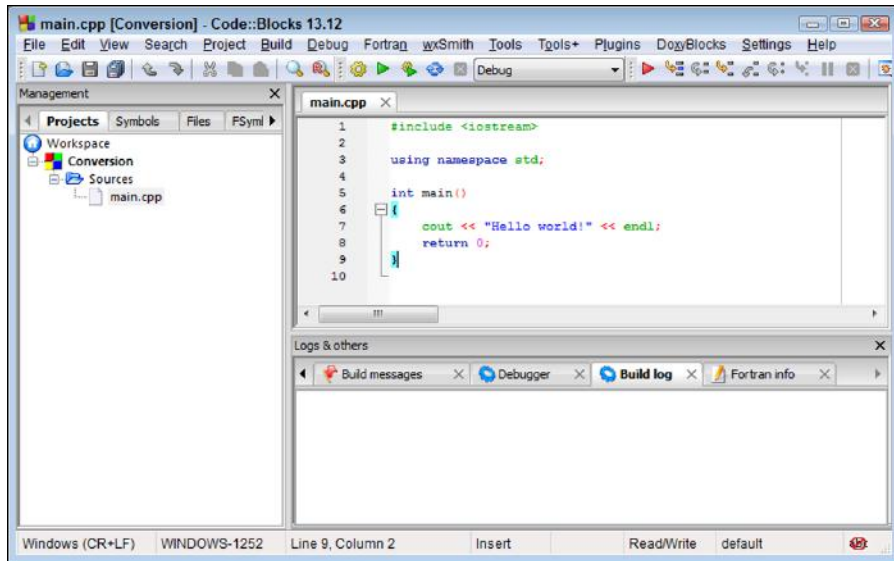 main.cpp [Conversion] - Code::Blocks 13.12
File Edit View Search Project Build Debug Fortran wxSmith Tools Tools+ Plugins DoxyBlocks Settings Help
Debug
Management
Projects Symbols Files FSyml
Workspace
Conversion
Sources
main.cpp
main.cpp
1 #include <iostream>
2
3 using namespace std;
4
5 int main()
6 {
7 cout << "Hello world!" << endl;
8 return 0;
9 }
10
Logs & others
Build messages Debugger Build log Fortran info
Windows (CR+LF) WINDOWS-1252 Line 9, Column 2 Insert Read/Write default